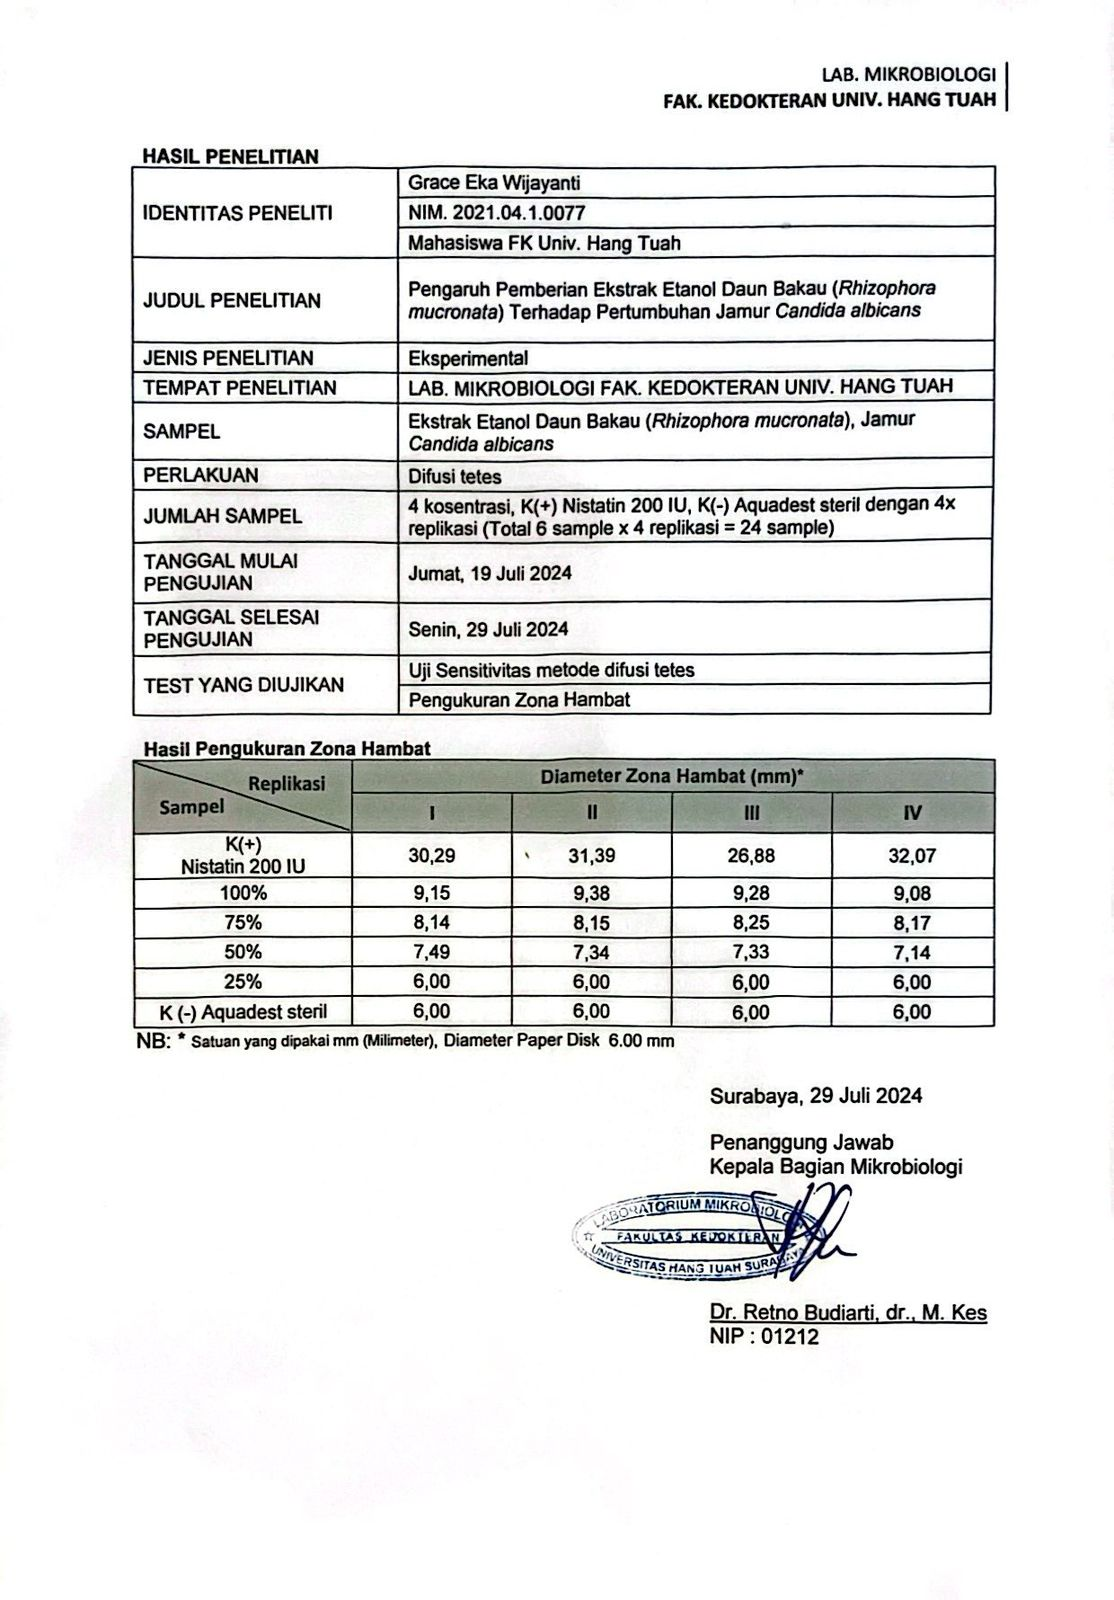 LAB. MIKROBIOLOGI
FAK. KEDOKTERAN UNIV. HANG TUAH
HASIL PENELITIAN
IDENTITAS PENELITI
Grace Eka Wijayanti
NIM. 2021.04.1.0077
Mahasiswa FK Univ. Hang Tuah
JUDUL PENELITIAN
Pengaruh Pemberian Ekstrak Etanol Daun Bakau (Rhizophora
mucronata) Terhadap Pertumbuhan Jamur Candida albicans
JENIS PENELITIAN
Eksperimental
TEMPAT PENELITIAN
LAB. MIKROBIOLOGI FAK. KEDOKTERAN UNIV. HANG TUAH
SAMPEL
Ekstrak Etanol Daun Bakau (Rhizophora mucronata), Jamur
Candida albicans
PERLAKUAN
Difusi tetes
JUMLAH SAMPEL
4 kosentrasi, K(+) Nistatin 200 IU, K(-) Aquadest steril dengan 4x
replikasi (Total 6 sample x 4 replikasi = 24 sample)
TANGGAL MULAI
PENGUJIAN
Jumat, 19 Juli 2024
TANGGAL SELESAI
PENGUJIAN
Senin, 29 Juli 2024
TEST YANG DIUJIKAN
Uji Sensitivitas metode difusi tetes
Pengukuran Zona Hambat
Hasil Pengukuran Zona Hambat
Replikasi
Sampel
Diameter Zona Hambat (mm)*
I II III IV
K(+)
Nistatin 200 IU
30,29 31,39 26,88 32,07
100% 9,15 9,38 9,28 9,08
75% 8,14 8,15 8,25 8,17
50% 7,49 7,34 7,33 7,14
25% 6,00 6,00 6,00 6,00
K (-) Aquadest steril 6,00 6,00 6,00 6,00
NB: * Satuan yang dipakai mm (Milimeter), Diameter Paper Disk 6.00 mm
Surabaya, 29 Juli 2024
Penanggung Jawab
Kepala Bagian Mikrobiologi
LABORATORIUM MIKROBIOLOGI
FAKULTAS KEDOKTERAN
UNIVERSITAS HANG TUAH SURABAYA
Dr. Retno Budiarti, dr., M. Kes
NIP : 01212